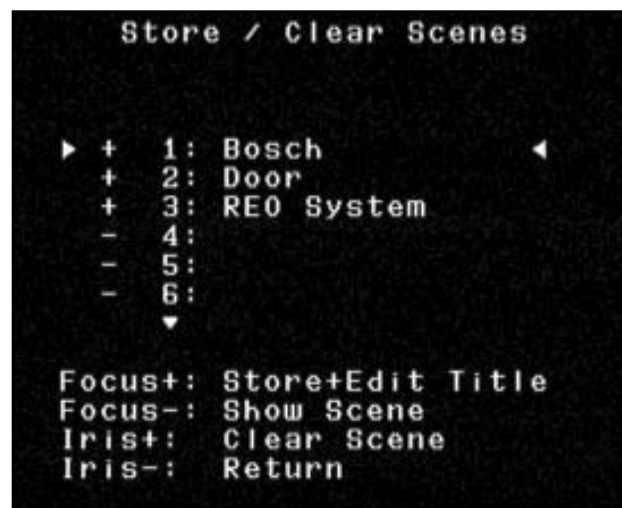 Store / Clear Scenes
▶ + 1: Bosch ◀
+ 2: Door
+ 3: REO System
- 4:
- 5:
- 6:
▼
Focus+: Store+Edit Title
Focus-: Show Scene
Iris+: Clear Scene
Iris-: Return